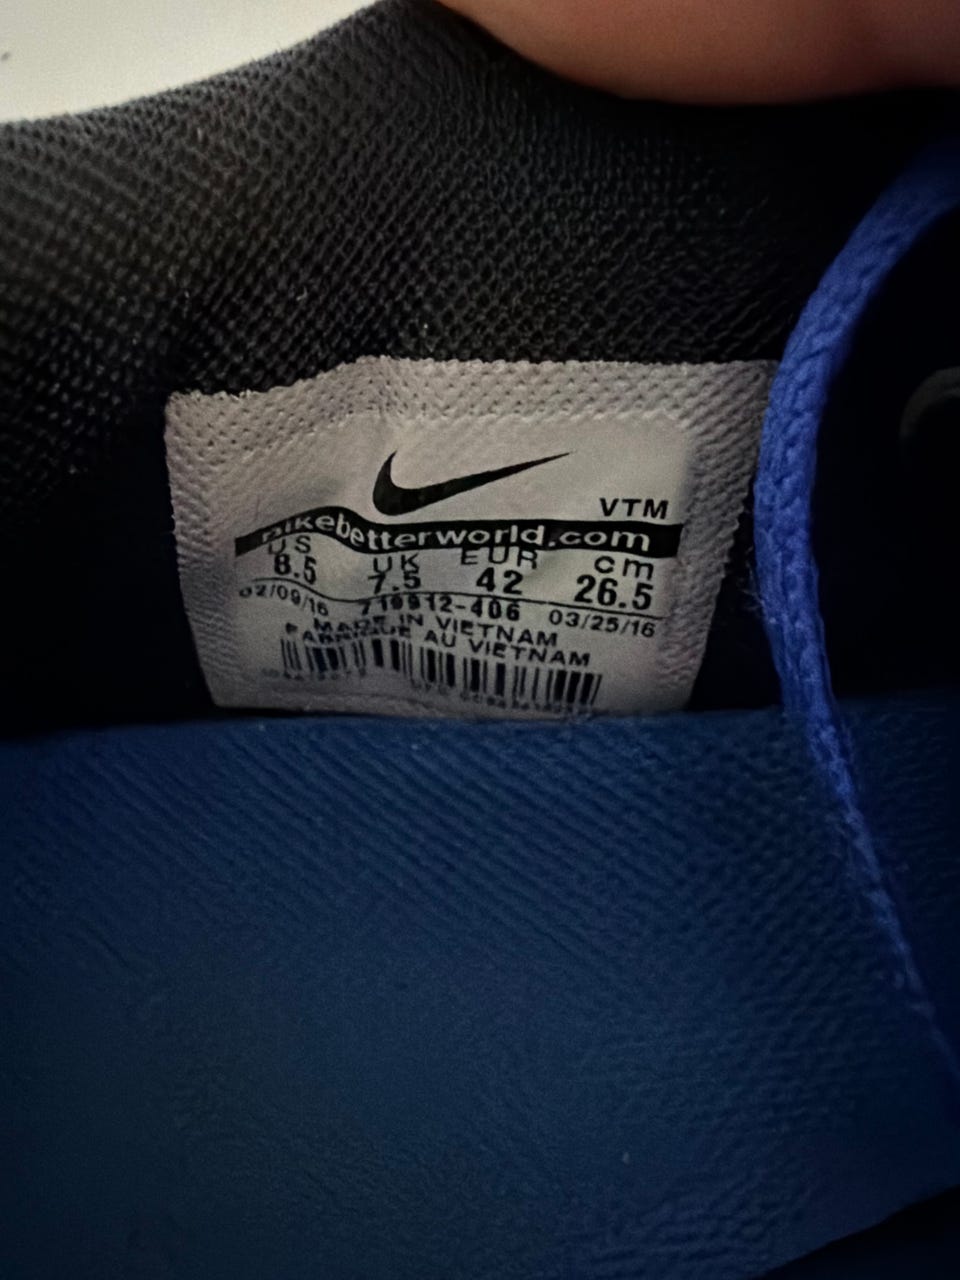 VTM
nikebetterworld.com
US UK EUR cm
8.5 7.5 42 26.5
02/09/16 719912-406 03/25/16
MADE IN VIETNAM
FABRIQUE AU VIETNAM